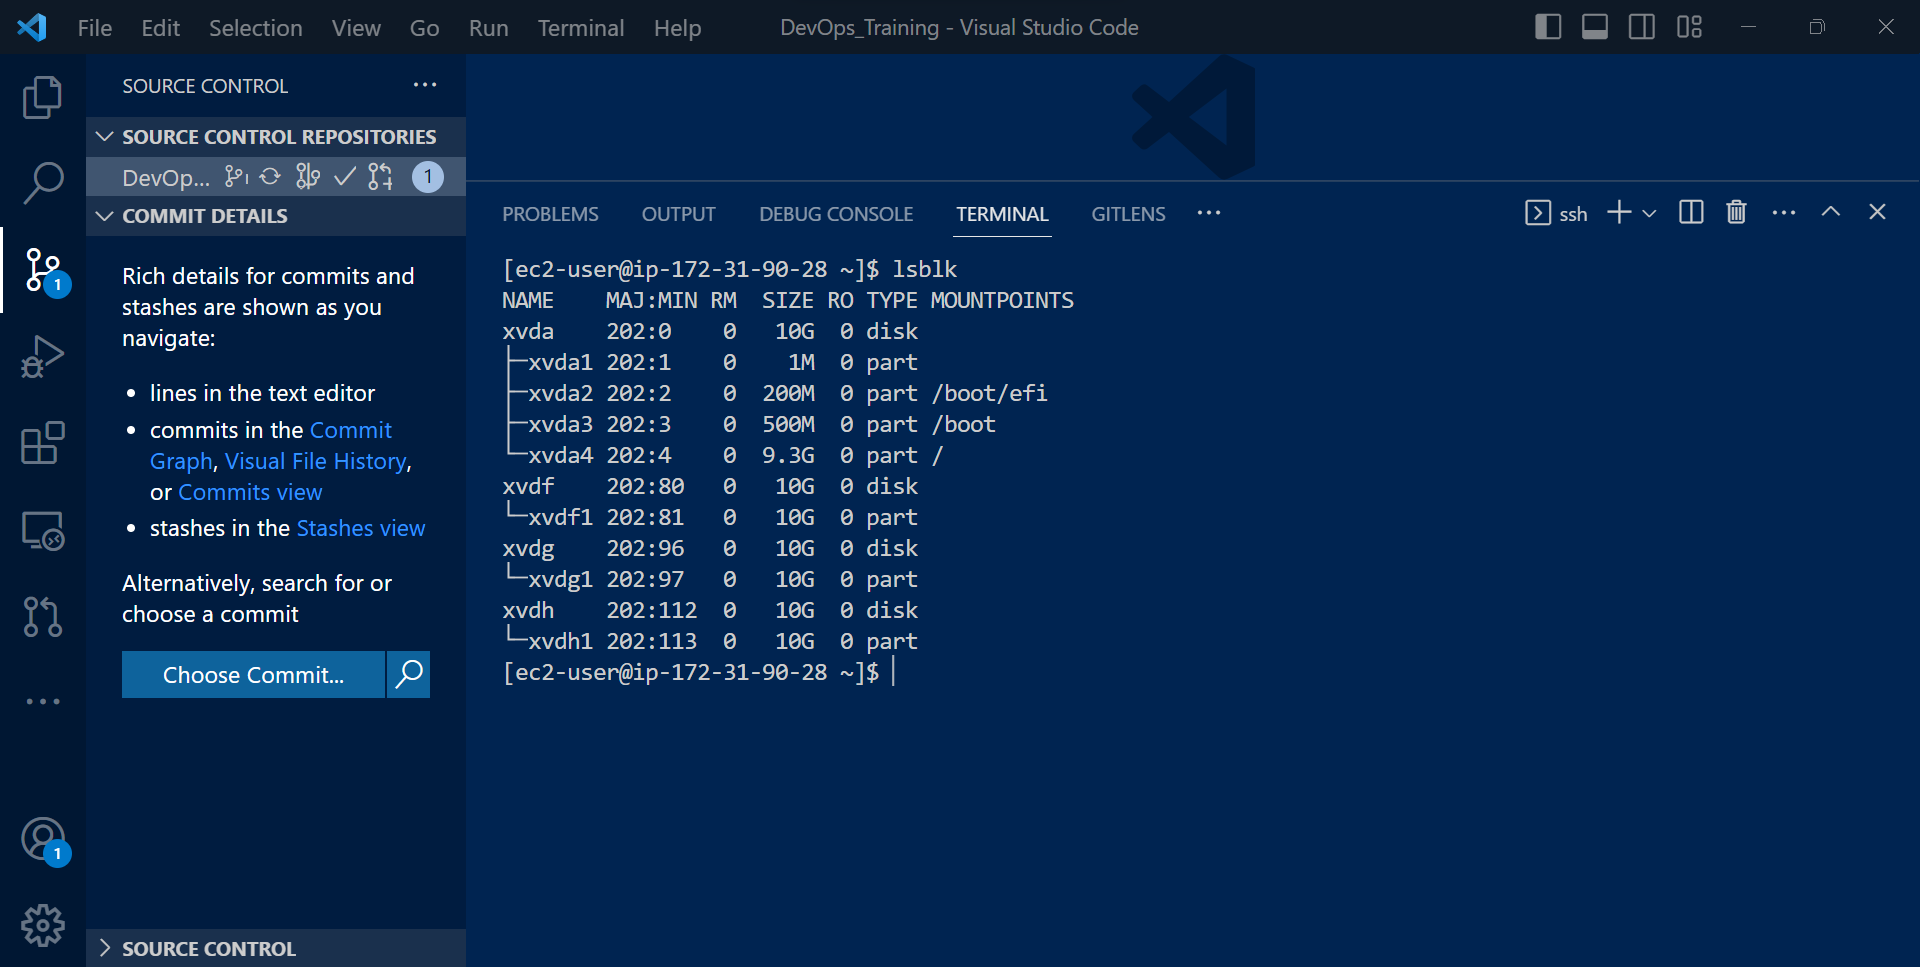 File Edit Selection View Go Run Terminal Help DevOps_Training - Visual Studio Code
SOURCE CONTROL
SOURCE CONTROL REPOSITORIES
DevOp... 1
COMMIT DETAILS
Rich details for commits and
stashes are shown as you
navigate:
• lines in the text editor
• commits in the Commit
Graph, Visual File History,
or Commits view
• stashes in the Stashes view
Alternatively, search for or
choose a commit
Choose Commit...
SOURCE CONTROL
1
1
PROBLEMS OUTPUT DEBUG CONSOLE TERMINAL GITLENS ··· ssh
[ec2-user@ip-172-31-90-28 ~]$ lsblk
NAME    MAJ:MIN RM  SIZE RO TYPE MOUNTPOINTS
xvda    202:0    0   10G  0 disk
├─xvda1 202:1    0    1M  0 part
├─xvda2 202:2    0  200M  0 part /boot/efi
├─xvda3 202:3    0  500M  0 part /boot
└─xvda4 202:4    0  9.3G  0 part /
xvdf    202:80   0   10G  0 disk
└─xvdf1 202:81   0   10G  0 part
xvdg    202:96   0   10G  0 disk
└─xvdg1 202:97   0   10G  0 part
xvdh    202:112  0   10G  0 disk
└─xvdh1 202:113  0   10G  0 part
[ec2-user@ip-172-31-90-28 ~]$